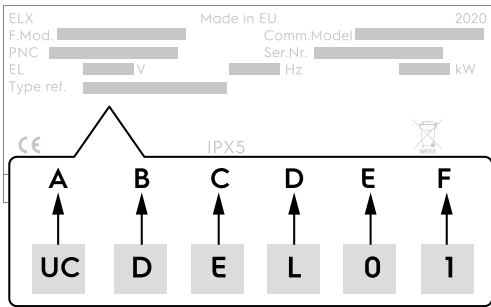 ELX Made in EU 2020
F.Mod. Comm.Model
PNC Ser.Nr.
EL V Hz kW
Type ref.
CE IPX5 WEEE
A B C D E F
UC D E L 0 1